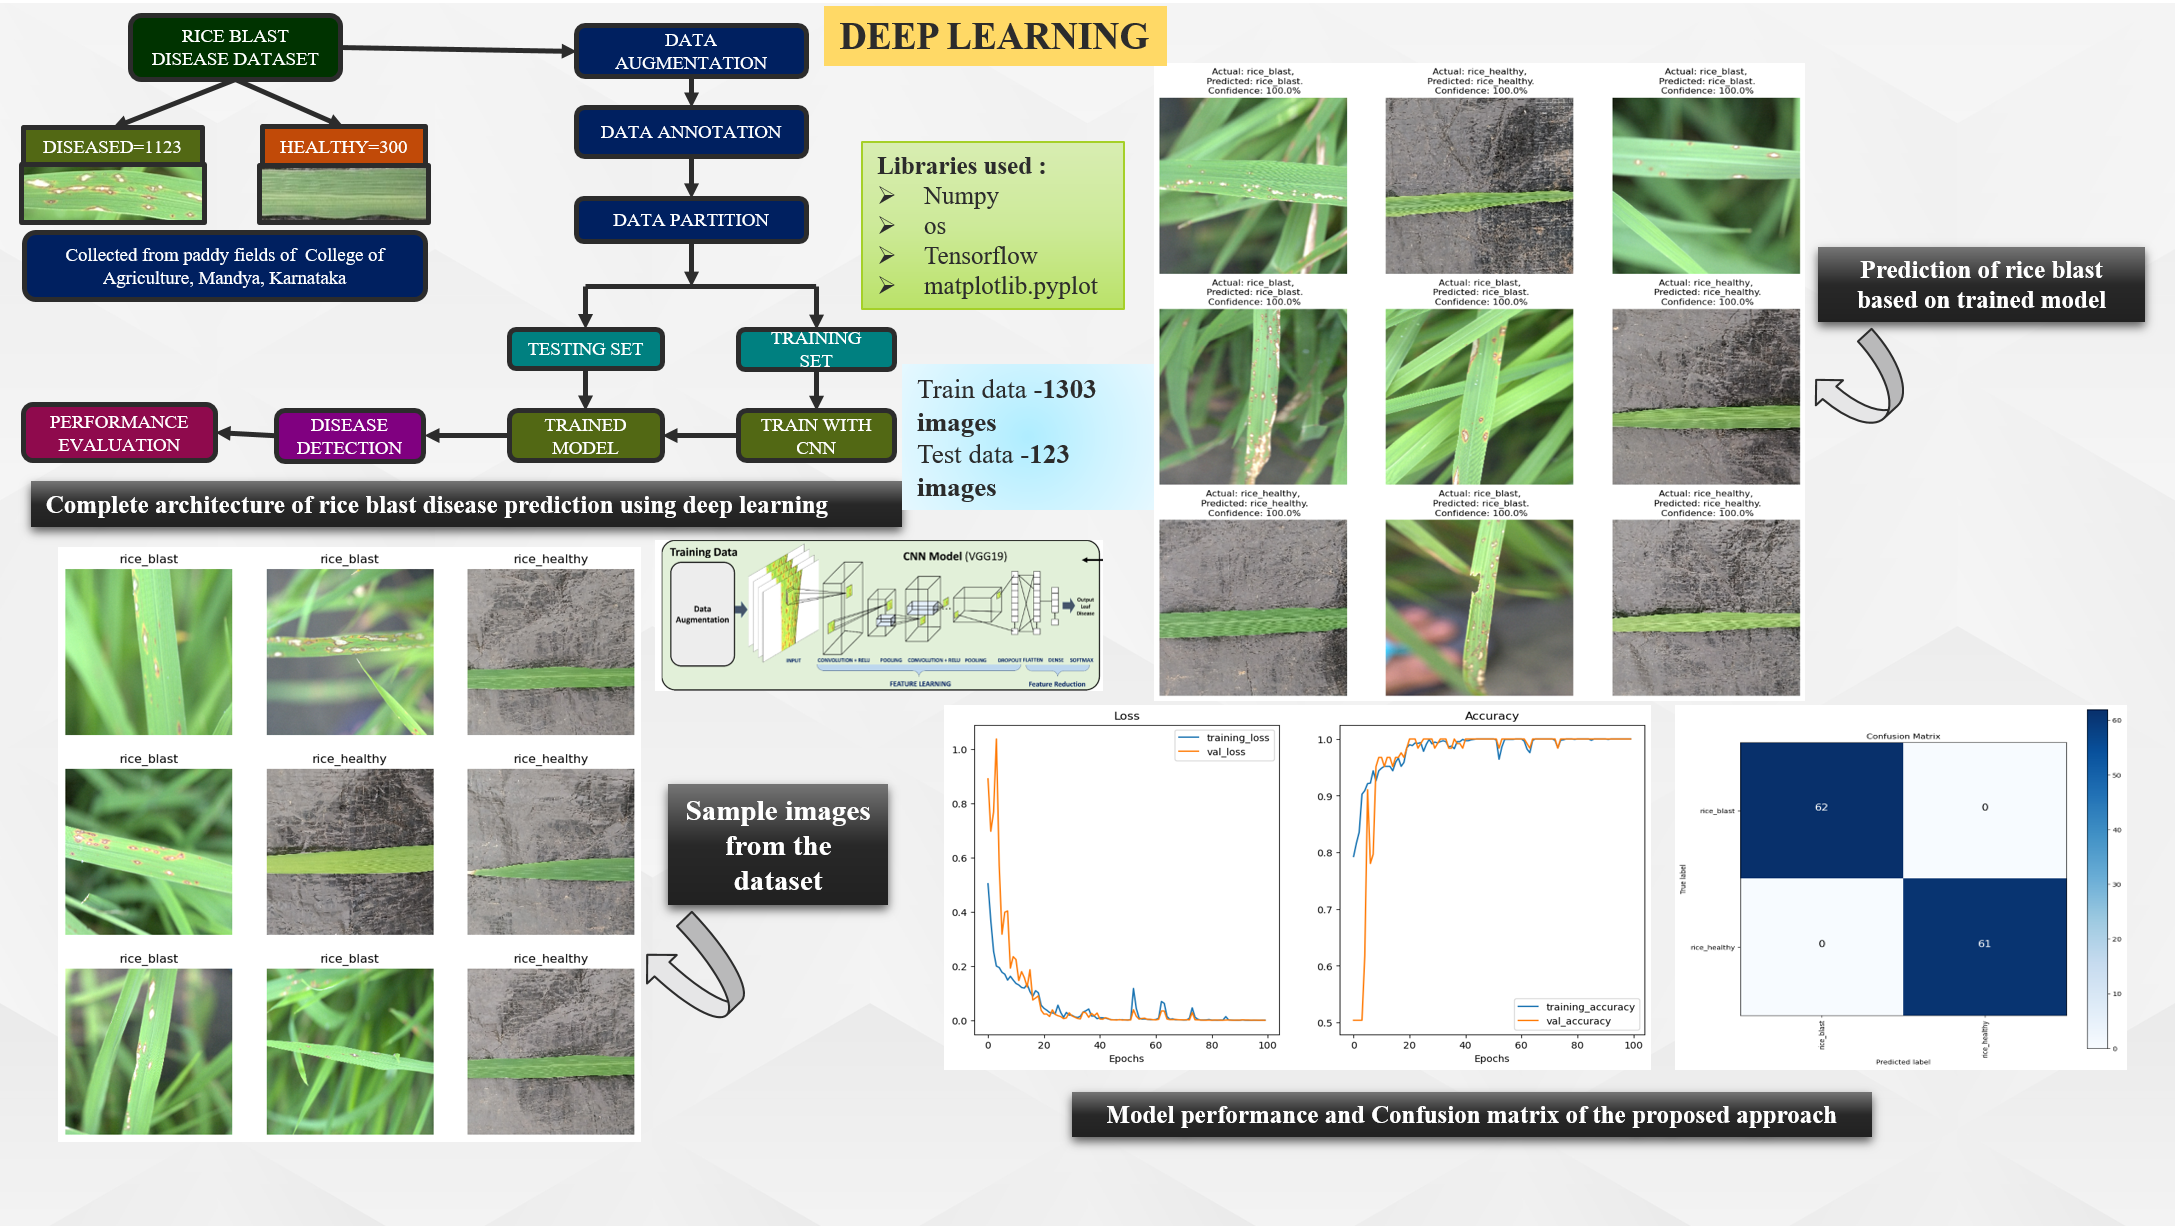 DEEP LEARNING
RICE BLAST
DISEASE DATASET
DISEASED=1123
HEALTHY=300
Collected from paddy fields of College of
Agriculture, Mandya, Karnataka
DATA
AUGMENTATION
DATA ANNOTATION
DATA PARTITION
TESTING SET
TRAINING
SET
PERFORMANCE
EVALUATION
DISEASE
DETECTION
TRAINED
MODEL
TRAIN WITH
CNN
Libraries used :
Numpy
os
Tensorflow
matplotlib.pyplot
Train data -1303
images
Test data -123
images
Complete architecture of rice blast disease prediction using deep learning
Actual: rice_blast,
Predicted: rice_blast.
Confidence: 100.0%
Actual: rice_healthy,
Predicted: rice_healthy.
Confidence: 100.0%
Actual: rice_blast,
Predicted: rice_blast.
Confidence: 100.0%
Actual: rice_blast,
Predicted: rice_blast.
Confidence: 100.0%
Actual: rice_blast,
Predicted: rice_blast.
Confidence: 100.0%
Actual: rice_healthy,
Predicted: rice_healthy.
Confidence: 100.0%
Actual: rice_healthy,
Predicted: rice_healthy.
Confidence: 100.0%
Actual: rice_blast,
Predicted: rice_blast.
Confidence: 100.0%
Actual: rice_healthy,
Predicted: rice_healthy.
Confidence: 100.0%
Prediction of rice blast
based on trained model
rice_blast
rice_blast
rice_healthy
rice_blast
rice_healthy
rice_healthy
rice_blast
rice_blast
rice_healthy
Sample images
from the
dataset
Training Data
CNN Model (VGG19)
Data
Augmentation
Output
Leaf
Disease
INPUT
CONVOLUTION + RELU
POOLING
CONVOLUTION + RELU
POOLING
DROPOUT
FLATTEN
DENSE
SOFTMAX
FEATURE LEARNING
Feature Reduction
Loss
training_loss
val_loss
1.0
0.8
0.6
0.4
0.2
0.0
0 20 40 60 80 100
Epochs
Accuracy
1.0
0.9
0.8
0.7
0.6
0.5
training_accuracy
val_accuracy
0 20 40 60 80 100
Epochs
Confusion Matrix
True label
rice_blast
62
0
rice_healthy
0
61
rice_blast
rice_healthy
Predicted label
60
50
40
30
20
10
0
Model performance and Confusion matrix of the proposed approach